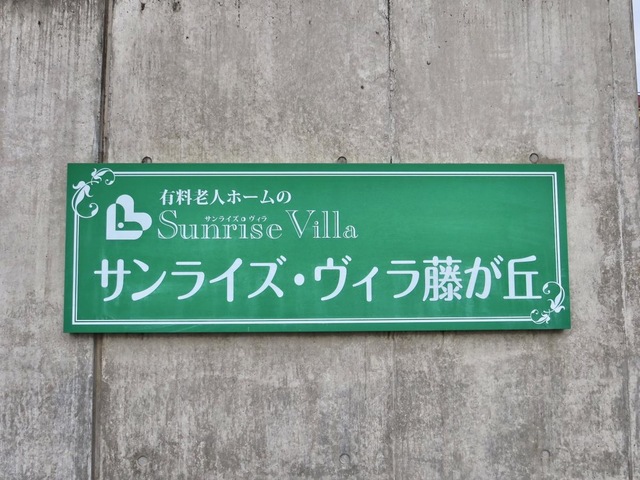 有料老人ホームの
サンライズ・ヴィラ
Sunrise Villa
サンライズ・ヴィラ藤が丘